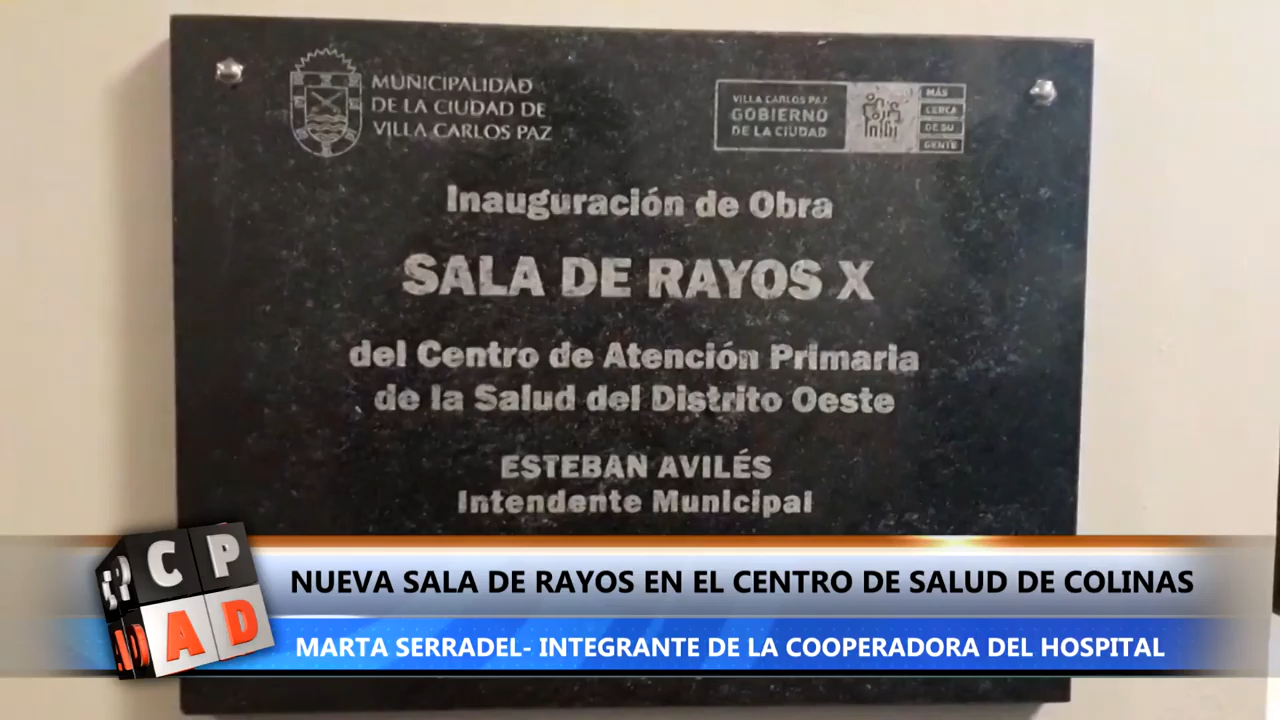 MUNICIPALIDAD
DE LA CIUDAD DE
VILLA CARLOS PAZ
VILLA CARLOS PAZ
GOBIERNO
DE LA CIUDAD
MÁS
CERCA
DE SU
GENTE
Inauguración de Obra
SALA DE RAYOS X
del Centro de Atención Primaria
de la Salud del Distrito Oeste
ESTEBAN AVILÉS
Intendente Municipal
CP
AD
NUEVA SALA DE RAYOS EN EL CENTRO DE SALUD DE COLINAS
MARTA SERRADEL- INTEGRANTE DE LA COOPERADORA DEL HOSPITAL